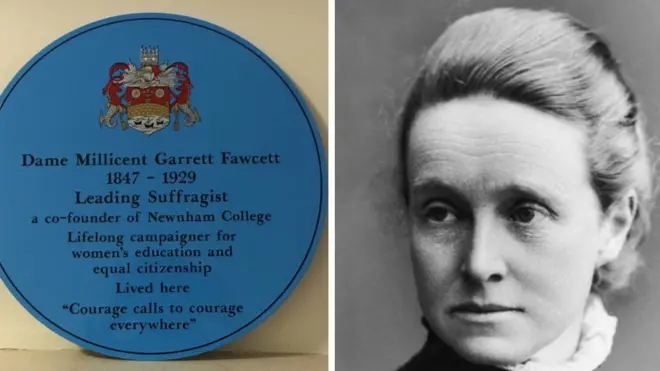 Dame Millicent Garrett Fawcett
1847 - 1929
Leading Suffragist
a co-founder of Newnham College
Lifelong campaigner for
women's education and
equal citizenship
Lived here
"Courage calls to courage
everywhere"